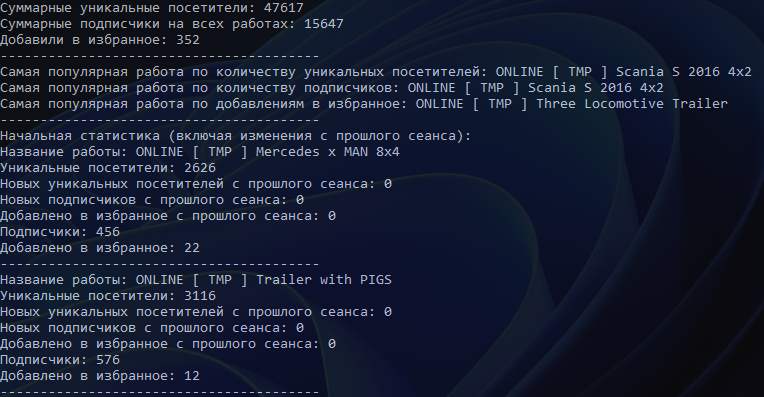 Суммарные уникальные посетители: 47617
Суммарные подписчики на всех работах: 15647
Добавили в избранное: 352
----------------------------------------
Самая популярная работа по количеству уникальных посетителей: ONLINE [ TMP ] Scania S 2016 4x2
Самая популярная работа по количеству подписчиков: ONLINE [ TMP ] Scania S 2016 4x2
Самая популярная работа по добавлениям в избранное: ONLINE [ TMP ] Three Locomotive Trailer
----------------------------------------
Начальная статистика (включая изменения с прошлого сеанса):
Название работы: ONLINE [ TMP ] Mercedes x MAN 8x4
Уникальные посетители: 2626
Новых уникальных посетителей с прошлого сеанса: 0
Новых подписчиков с прошлого сеанса: 0
Добавлено в избранное с прошлого сеанса: 0
Подписчики: 456
Добавлено в избранное: 22
----------------------------------------
Название работы: ONLINE [ TMP ] Trailer with PIGS
Уникальные посетители: 3116
Новых уникальных посетителей с прошлого сеанса: 0
Новых подписчиков с прошлого сеанса: 0
Добавлено в избранное с прошлого сеанса: 0
Подписчики: 576
Добавлено в избранное: 12
----------------------------------------